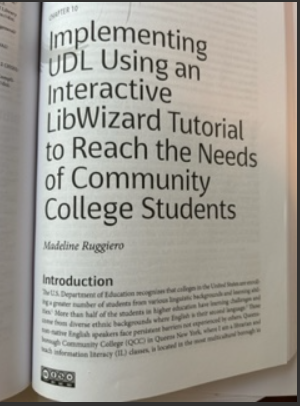 CHAPTER 10
Implementing
UDL Using an
Interactive
LibWizard Tutorial
to Reach the Needs
of Community
College Students
Madeline Ruggiero
Introduction
The U.S. Department of Education recognizes that colleges in the United States are
ing a greater number of students from various linguistic backgrounds and learning
More than half of the students in higher education have learning challenges and
come from diverse ethnic backgrounds where English is their second language.
non-native English speakers face persistent barriers not experienced by others.
borough Community College (QCC) in Queens New York, where I am a librarian and
teach information literacy (IL) classes, is located in the most multicultural borough in